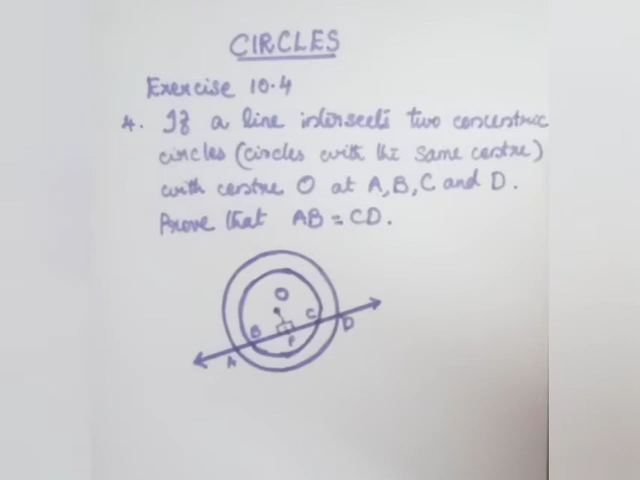 CIRCLES
Exercise 10.4
4. If a line intersects two concentric
circles (circles with the same centre)
with centre O at A, B, C and D.
Prove that AB = CD.
O
C
D
B
P
A